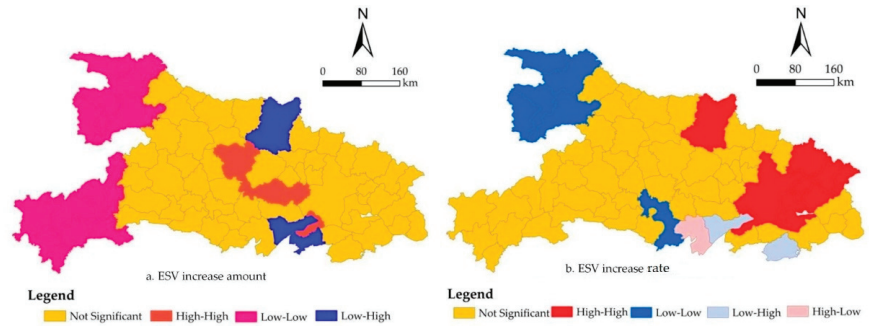 N
0 80 160
km
a. ESV increase amount
Legend
Not Significant High-High Low-Low Low-High
N
0 80 160
km
b. ESV increase rate
Legend
Not Significant High-High Low-Low Low-High High-Low